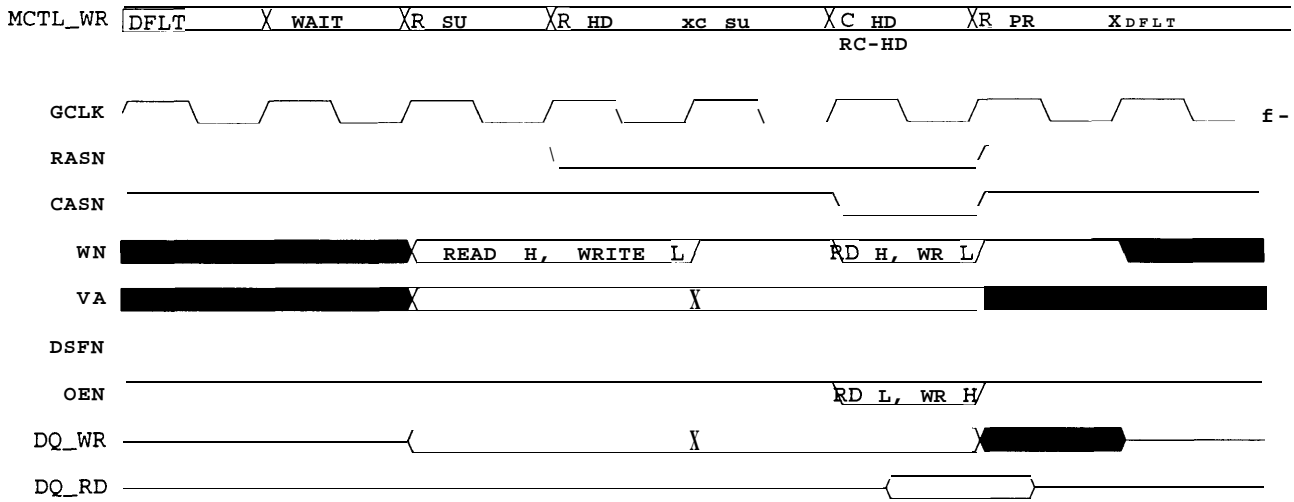 MCTL_WR DFLT X WAIT X R SU X R HD XC SU X C HD X R PR X DFLT
RC-HD
GCLK f-
RASN
CASN
WN READ H, WRITE L RD H, WR L
VA X
DSFN
OEN RD L, WR H
DQ_WR X
DQ_RD